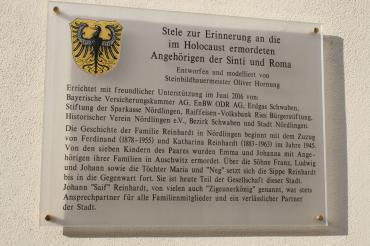 Stele zur Erinnerung an die
im Holocaust ermordeten
Angehörigen der Sinti und Roma
Entworfen und modelliert von
Steinbildhauermeister Oliver Hornung
Errichtet mit freundlicher Unterstützung im Juni 2016 von:
Bayerische Versicherungskammer AG, EnBW ODR AG, Erdgas Schwaben,
Stiftung der Sparkasse Nördlingen, Raiffeisen-Volksbank Ries Bürgerstiftung,
Historischer Verein Nördlingen e.V., Bezirk Schwaben und Stadt Nördlingen.
Die Geschichte der Familie Reinhardt in Nördlingen beginnt mit dem Zuzug
von Ferdinand (1878-1955) und Katharina Reinhardt (1883-1963) im Jahre 1945.
Von den sieben Kindern des Paares wurden Emma und Johanna mit Ange-
hörigen ihrer Familien in Auschwitz ermordet. Über die Söhne Franz, Ludwig
und Johann sowie die Töchter Maria und "Neg" setzt sich die Sippe Reinhardt
bis in die Gegenwart fort. Sie ist heute Teil der Gesellschaft dieser Stadt.
Johann "Saif" Reinhardt, von vielen auch "Zigeunerkönig" genannt, war stets
Ansprechpartner für alle Familienmitglieder und ein verlässlicher Partner
der Stadt.